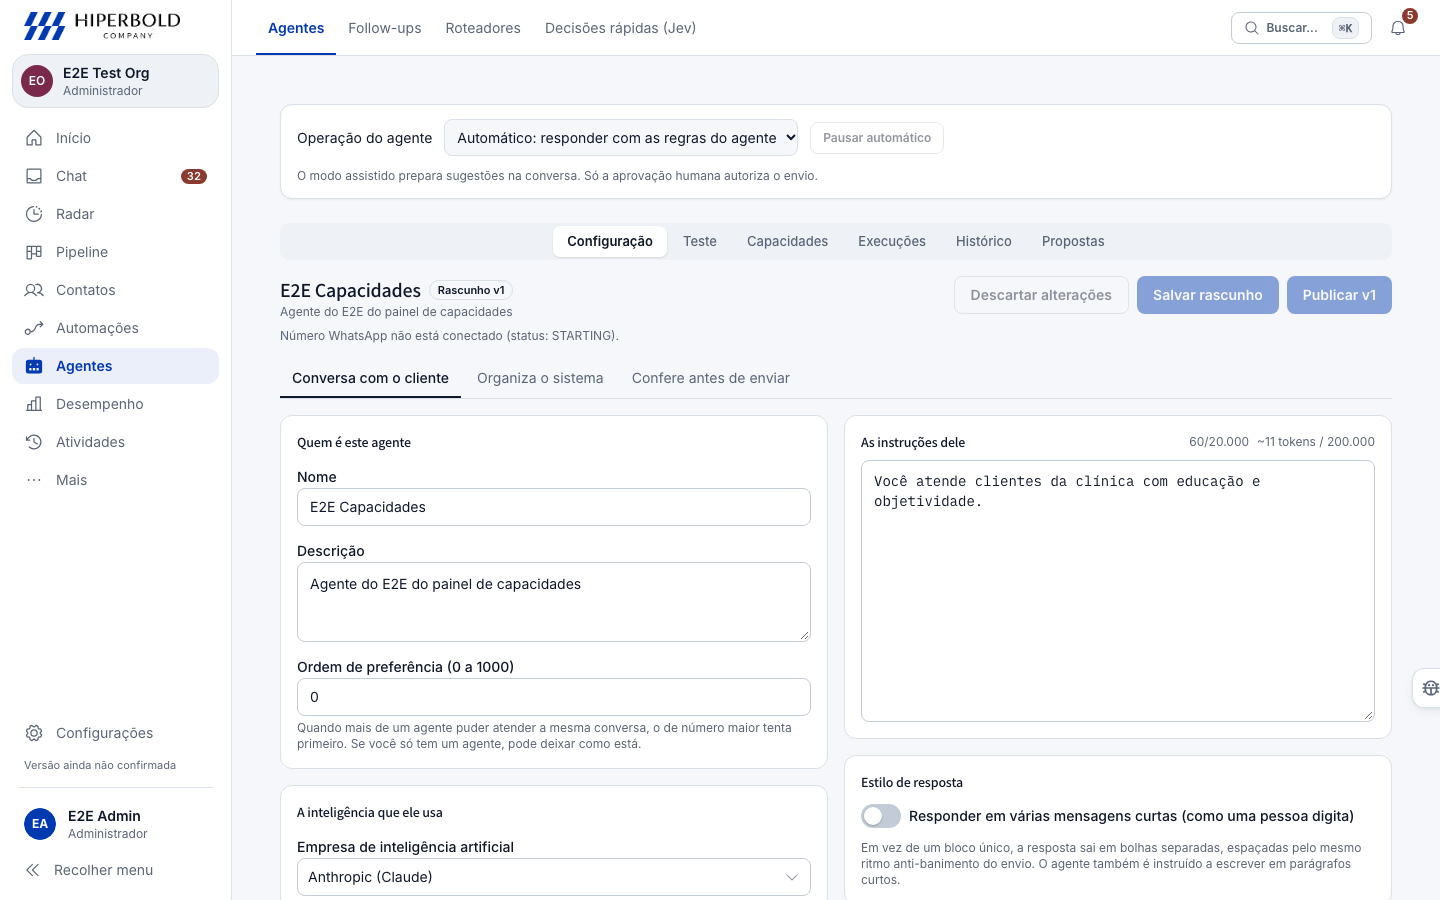 HIPERBOLD
COMPANY
EO
E2E Test Org
Administrador
Início
Chat
32
Radar
Pipeline
Contatos
Automações
Agentes
Desempenho
Atividades
Mais
Configurações
Versão ainda não confirmada
EA
E2E Admin
Administrador
Recolher menu
Agentes
Follow-ups
Roteadores
Decisões rápidas (Jev)
Buscar...
⌘K
5
Operação do agente
Automático: responder com as regras do agente
Pausar automático
O modo assistido prepara sugestões na conversa. Só a aprovação humana autoriza o envio.
Configuração
Teste
Capacidades
Execuções
Histórico
Propostas
E2E Capacidades
Rascunho v1
Agente do E2E do painel de capacidades
Número WhatsApp não está conectado (status: STARTING).
Descartar alterações
Salvar rascunho
Publicar v1
Conversa com o cliente
Organiza o sistema
Confere antes de enviar
Quem é este agente
Nome
E2E Capacidades
Descrição
Agente do E2E do painel de capacidades
Ordem de preferência (0 a 1000)
0
Quando mais de um agente puder atender a mesma conversa, o de número maior tenta
primeiro. Se você só tem um agente, pode deixar como está.
A inteligência que ele usa
Empresa de inteligência artificial
Anthropic (Claude)
As instruções dele
60/20.000
~11 tokens / 200.000
Você atende clientes da clínica com educação e
objetividade.
Estilo de resposta
Responder em várias mensagens curtas (como uma pessoa digita)
Em vez de um bloco único, a resposta sai em bolhas separadas, espaçadas pelo mesmo
ritmo anti-banimento do envio. O agente também é instruído a escrever em parágrafos
curtos.